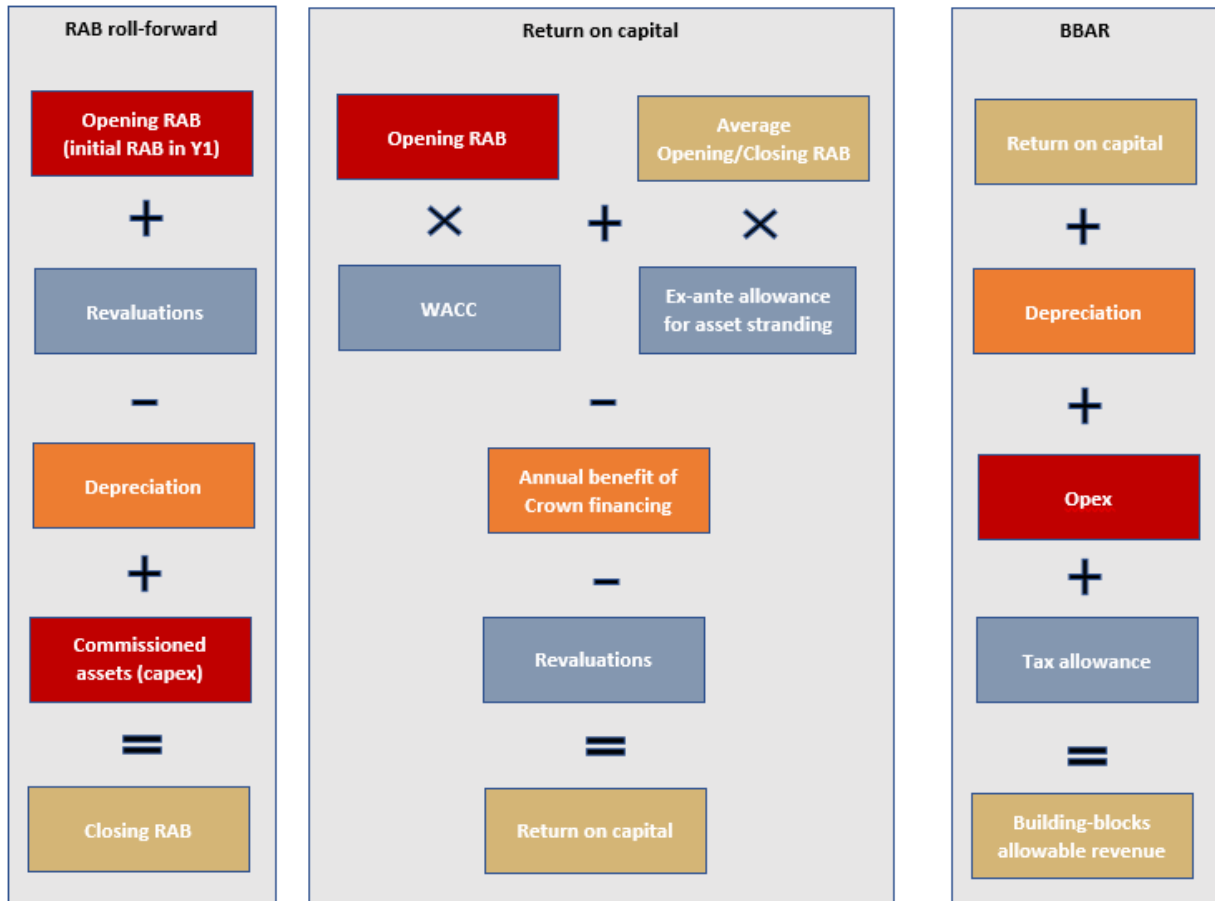 RAB roll-forward
Opening RAB
(initial RAB in Y1)
+
Revaluations
–
Depreciation
+
Commissioned
assets (capex)
=
Closing RAB
Return on capital
Opening RAB
Average
Opening/Closing RAB
× + ×
WACC
Ex-ante allowance
for asset stranding
–
Annual benefit of
Crown financing
–
Revaluations
=
Return on capital
BBAR
Return on capital
+
Depreciation
+
Opex
+
Tax allowance
=
Building-blocks
allowable revenue